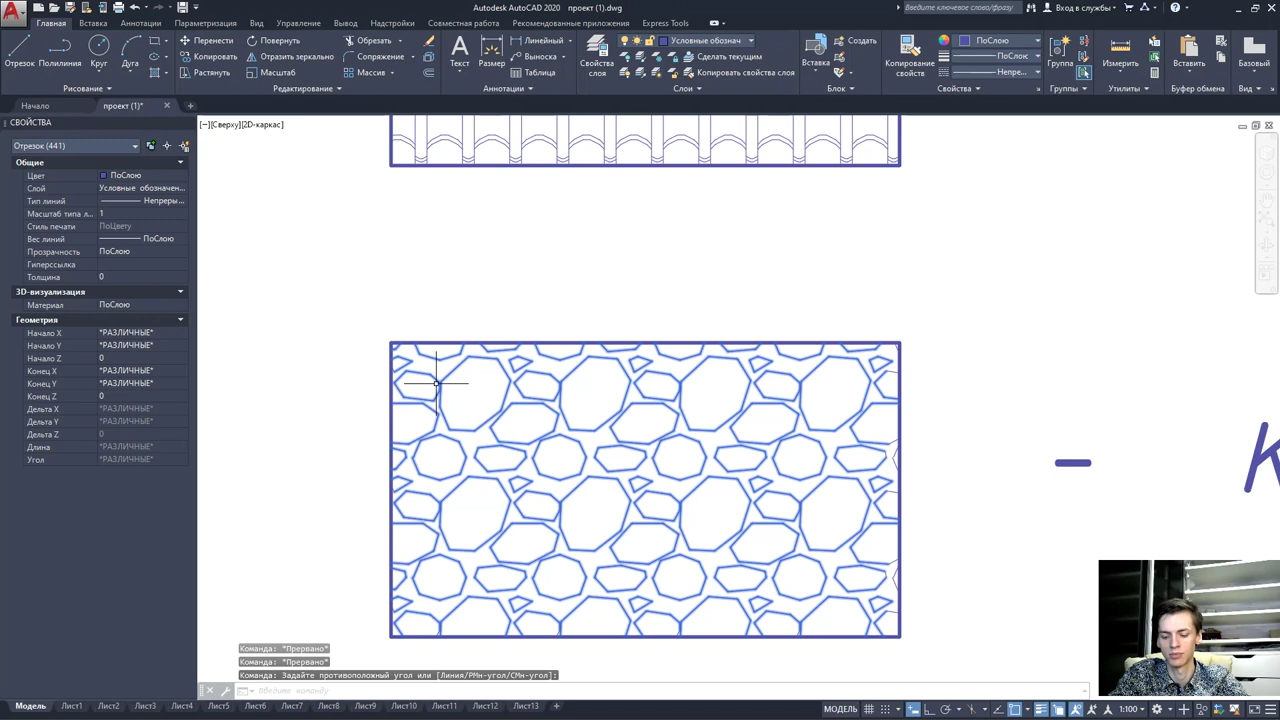 Autodesk AutoCAD 2020 проект (1).dwg
Введите ключевое слово/фразу
Вход в службы
Главная Вставка Аннотации Параметризация Вид Управление Вывод Надстройки Совместная работа Рекомендованные приложения Express Tools
Отрезок Полилиния Круг Дуга
Перенести Повернуть Обрезать
Копировать Отразить зеркально Сопряжение
Растянуть Масштаб Массив
Текст Размер
Линейный
Выноска
Таблица
Свойства слоя
Условные обознач
Сделать текущим
Копировать свойства слоя
Вставка
Создать
Копирование свойств
ПоСлою
ПоСлою
Непре...
Группа
Измерить
Вставить
Базовый
Рисование Редактирование Аннотации Слои Блок Свойства Группы Утилиты Буфер обмена Вид
Начало проект (1)*
СВОЙСТВА
[−][Сверху][2D-каркас]
Отрезок (441)
Общие
Цвет ПоСлою
Слой Условные обозначен...
Тип линий Непреры...
Масштаб типа л... 1
Стиль печати ПоЦвету
Вес линий ПоСлою
Прозрачность ПоСлою
Гиперссылка
Толщина 0
3D-визуализация
Материал ПоСлою
Геометрия
Начало X *РАЗЛИЧНЫЕ*
Начало Y *РАЗЛИЧНЫЕ*
Начало Z 0
Конец X *РАЗЛИЧНЫЕ*
Конец Y *РАЗЛИЧНЫЕ*
Конец Z 0
Дельта X *РАЗЛИЧНЫЕ*
Дельта Y *РАЗЛИЧНЫЕ*
Дельта Z 0
Длина *РАЗЛИЧНЫЕ*
Угол *РАЗЛИЧНЫЕ*
–
Команда: *Прервано*
Команда: *Прервано*
Команда: Задайте противоположный угол или [Линия/РМн-угол/СМн-угол]:
Введите команду
Модель Лист1 Лист2 Лист3 Лист4 Лист5 Лист6 Лист7 Лист8 Лист9 Лист10 Лист11 Лист12 Лист13 +
МОДЕЛЬ
1:100